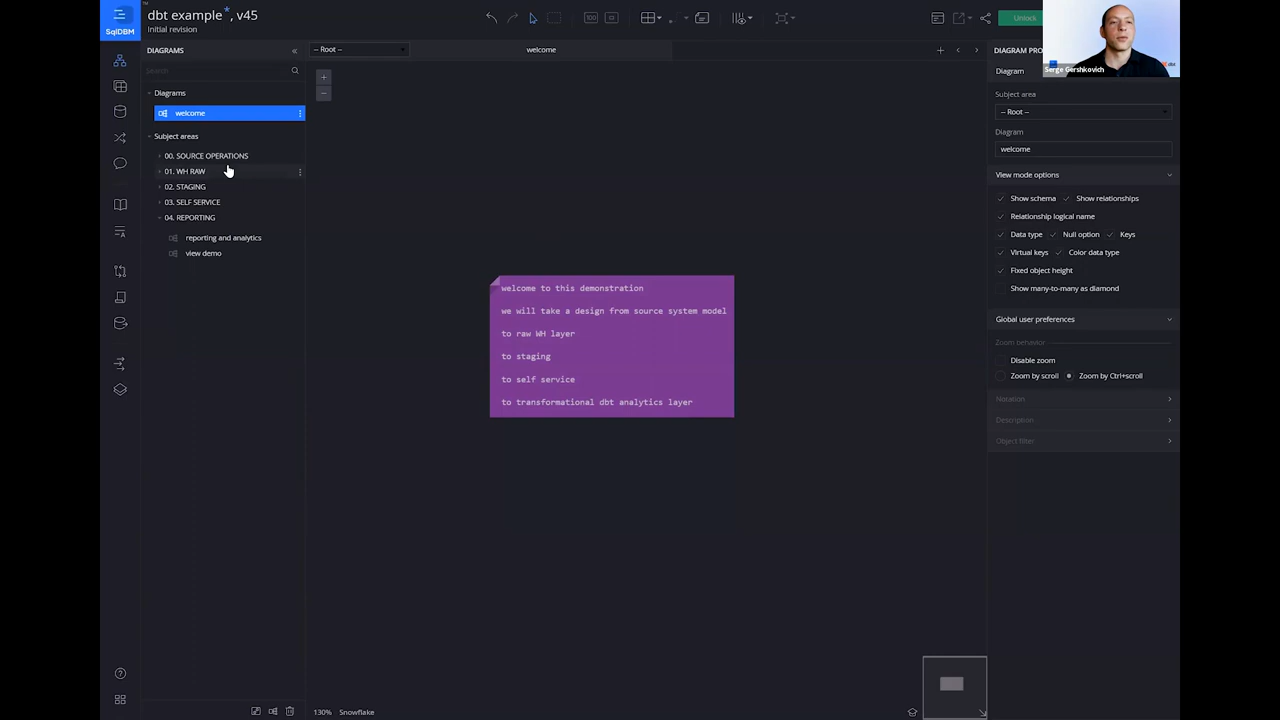 SqlDBM
dbt example*, v45
Initial revision
100
Unlock
DIAGRAMS
-- Root --
welcome
DIAGRAM PRO
Search
Diagrams
welcome
Subject areas
00. SOURCE OPERATIONS
01. WH RAW
02. STAGING
03. SELF SERVICE
04. REPORTING
reporting and analytics
view demo
welcome to this demonstration
we will take a design from source system model
to raw WH layer
to staging
to self service
to transformational dbt analytics layer
Serge Gershkovich
dbt
Diagram
Subject area
-- Root --
Diagram
welcome
View mode options
Show schema
Show relationships
Relationship logical name
Data type
Null option
Keys
Virtual keys
Color data type
Fixed object height
Show many-to-many as diamond
Global user preferences
Zoom behavior
Disable zoom
Zoom by scroll
Zoom by Ctrl+scroll
Notation
Description
Object filter
130%
Snowflake